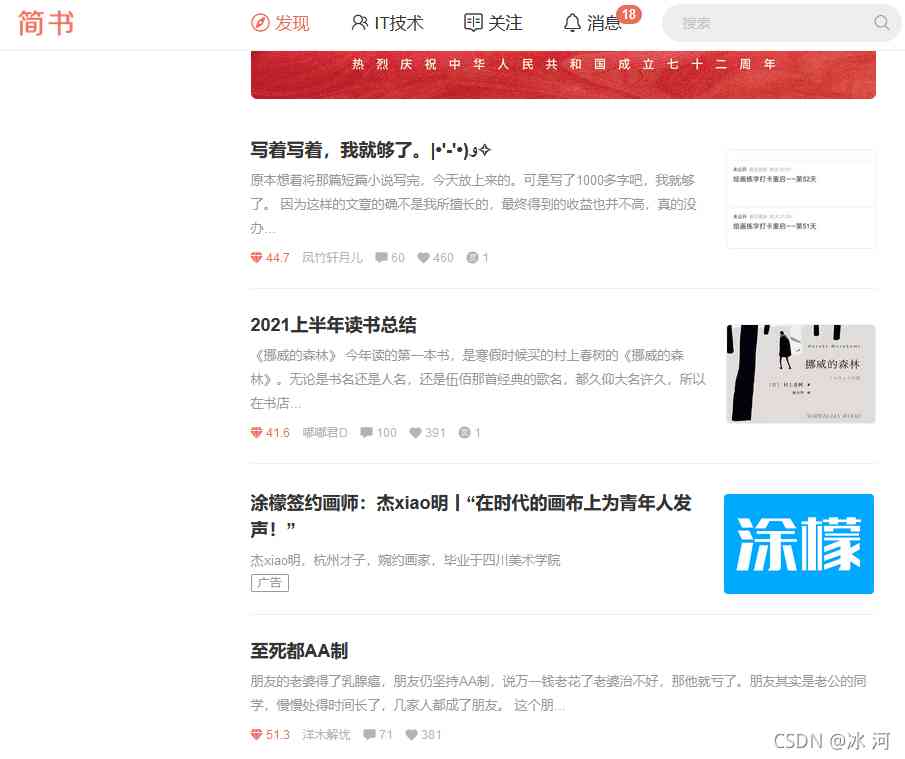 简书 发现 IT技术 关注 消息 18 搜索
热烈庆祝中华人民共和国成立七十二周年
写着写着，我就够了。|•'-'•)و✧
原本想着将那篇短篇小说写完，今天放上来的。可是写了1000多字吧，我就够
了。 因为这样的文章的确不是我所擅长的，最终得到的收益也并不高，真的没
办...
44.7 凤竹轩月儿 60 460 赏 1
绘画练字打卡重启——第52天
绘画练字打卡重启——第51天
2021上半年读书总结
《挪威的森林》 今年读的第一本书，是寒假时候买的村上春树的《挪威的森
林》。无论是书名还是人名，还是伍佰那首经典的歌名，都久仰大名许久，所以
在书店...
41.6 嘟嘟君D 100 391 赏 1
挪威的森林
涂檬签约画师：杰xiao明丨“在时代的画布上为青年人发
声！”
杰xiao明，杭州才子，婉约画家，毕业于四川美术学院
广告
涂檬
至死都AA制
朋友的老婆得了乳腺癌，朋友仍坚持AA制，说万一钱老花了老婆治不好，那他就亏了。朋友其实是老公的同
学，慢慢处得时间长了，几家人都成了朋友。 这个朋...
51.3 洋木解忧 71 381
CSDN @冰 河